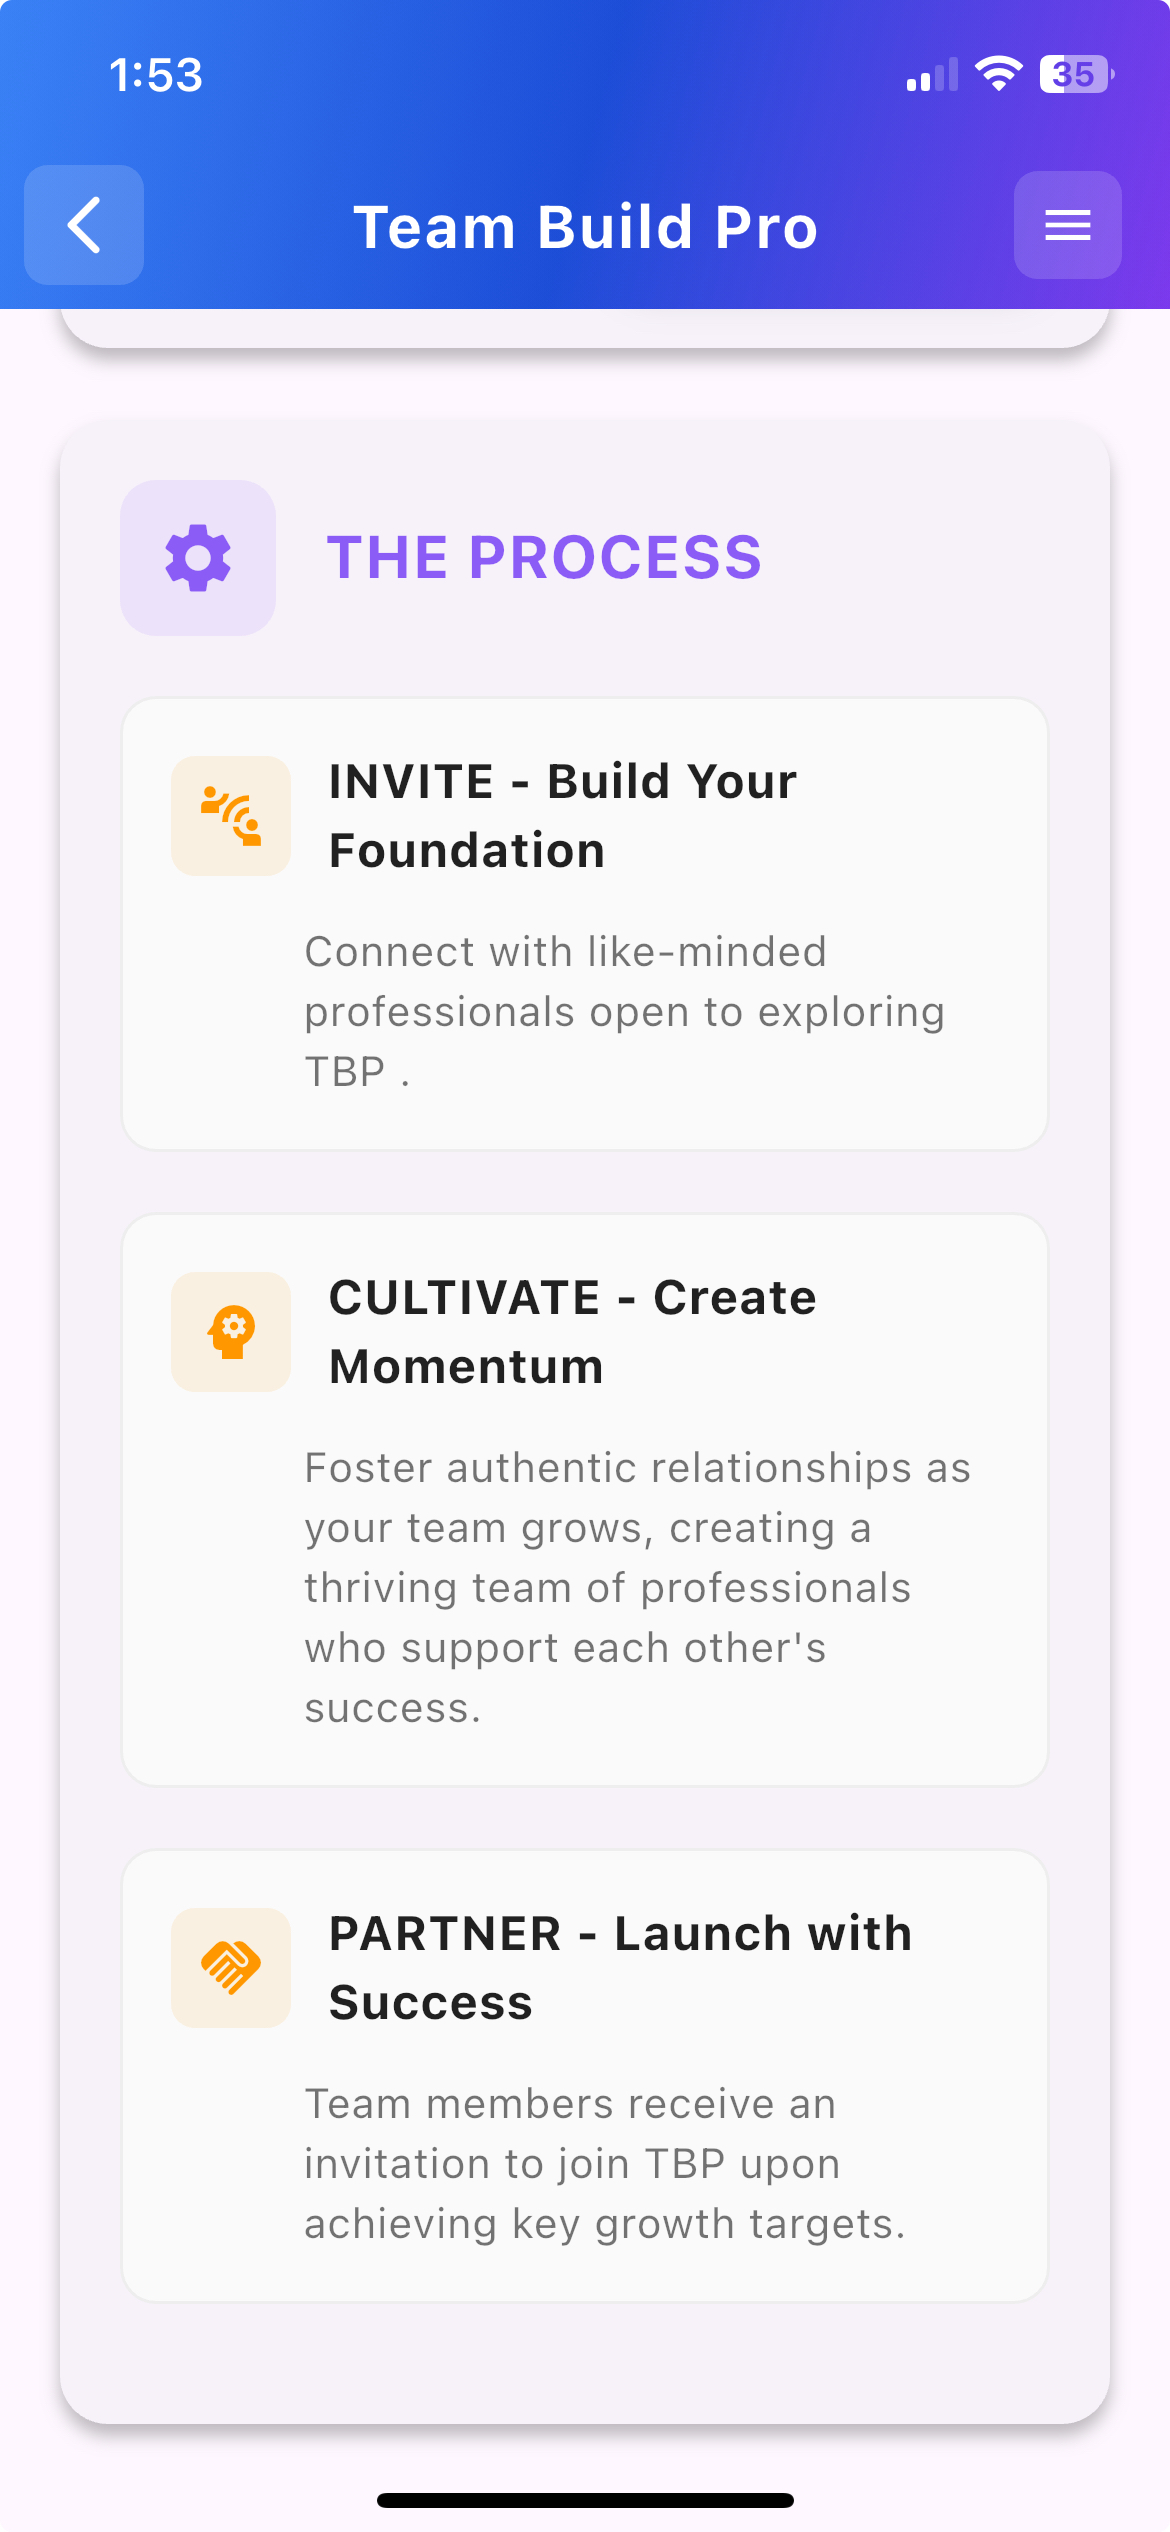 1:53
35
Team Build Pro
THE PROCESS
INVITE - Build Your
Foundation
Connect with like-minded
professionals open to exploring
TBP .
CULTIVATE - Create
Momentum
Foster authentic relationships as
your team grows, creating a
thriving team of professionals
who support each other's
success.
PARTNER - Launch with
Success
Team members receive an
invitation to join TBP upon
achieving key growth targets.